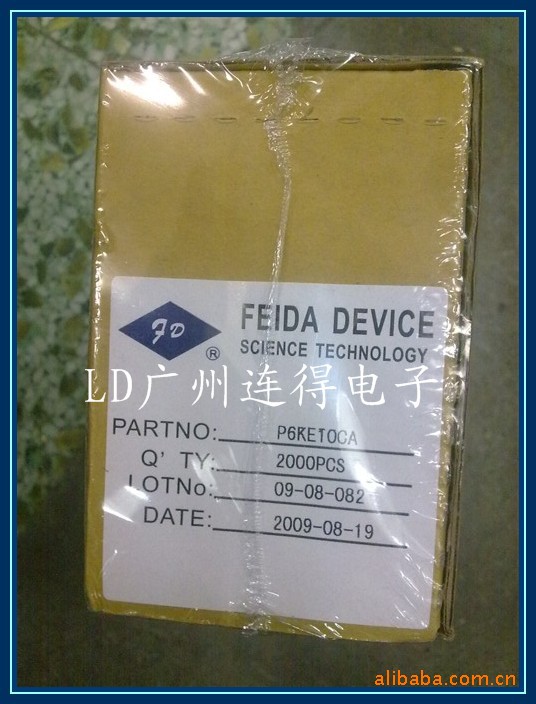 FD
®
FEIDA DEVICE
SCIENCE TECHNOLOGY
LD广州连得电子
PARTNO: P6KE10CA
Q' TY: 2000PCS
LOTNo: 09-08-082
DATE: 2009-08-19
alibaba.com.cn